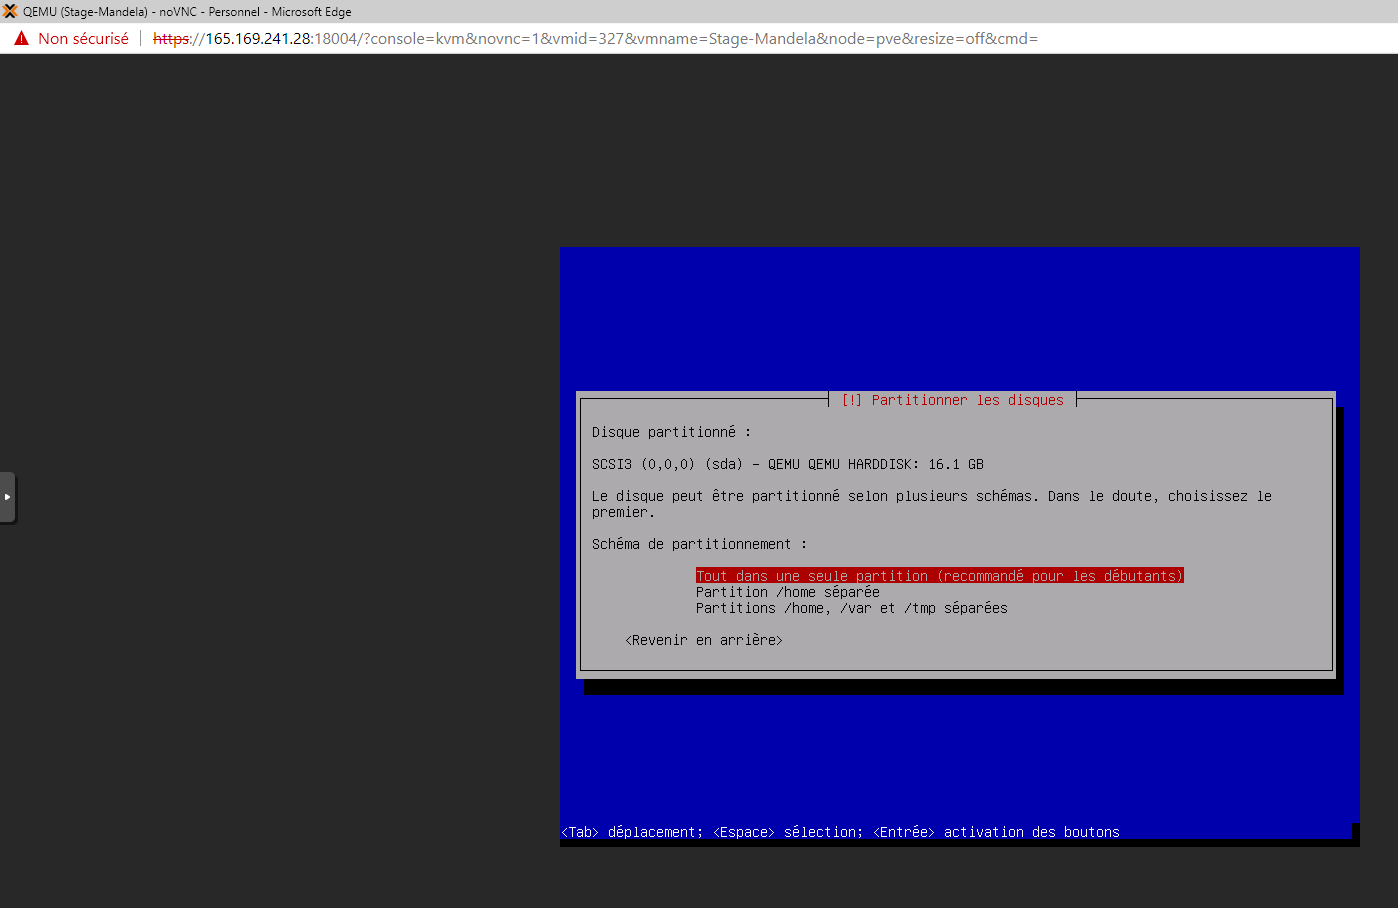 QEMU (Stage-Mandela) - noVNC - Personnel - Microsoft Edge
Non sécurisé https://165.169.241.28:18004/?console=kvm&novnc=1&vmid=327&vmname=Stage-Mandela&node=pve&resize=off&cmd=
[!] Partitionner les disques
Disque partitionné :
SCSI3 (0,0,0) (sda) - QEMU QEMU HARDDISK: 16.1 GB
Le disque peut être partitionné selon plusieurs schémas. Dans le doute, choisissez le
premier.
Schéma de partitionnement :
Tout dans une seule partition (recommandé pour les débutants)
Partition /home séparée
Partitions /home, /var et /tmp séparées
<Revenir en arrière>
<Tab> déplacement; <Espace> sélection; <Entrée> activation des boutons